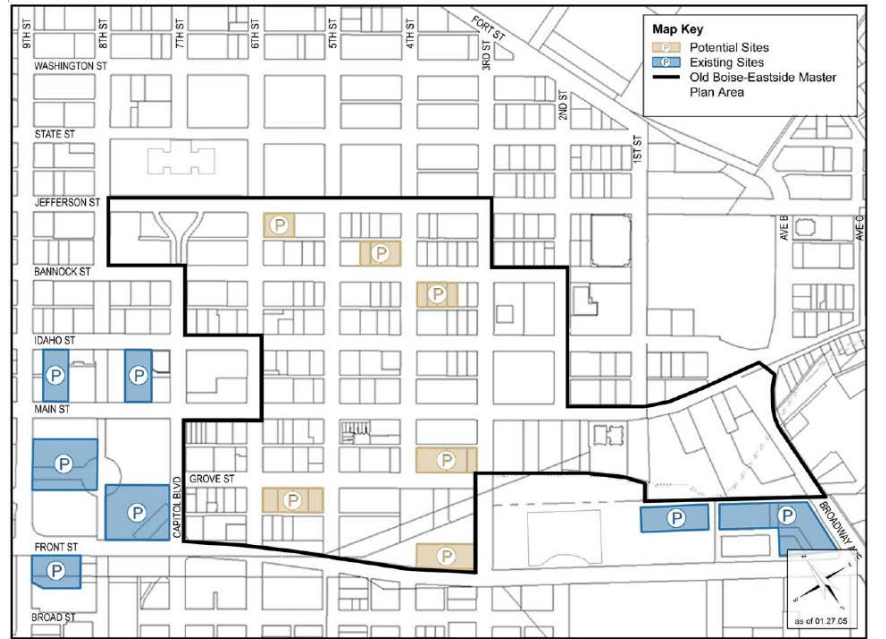 9TH ST
8TH ST
7TH ST
6TH ST
5TH ST
4TH ST
3RD ST
FORT ST
2ND ST
1ST ST
Map Key
P Potential Sites
P Existing Sites
Old Boise-Eastside Master
Plan Area
WASHINGTON ST
STATE ST
JEFFERSON ST
AVE B
AVE C
P
BANNOCK ST
P
P
IDAHO ST
P
P
MAIN ST
P
P
GROVE ST
P
P
CAPITOL BLVD
P
P
BROADWAY AVE
FRONT ST
P
P
BROAD ST
as of 01.27.05